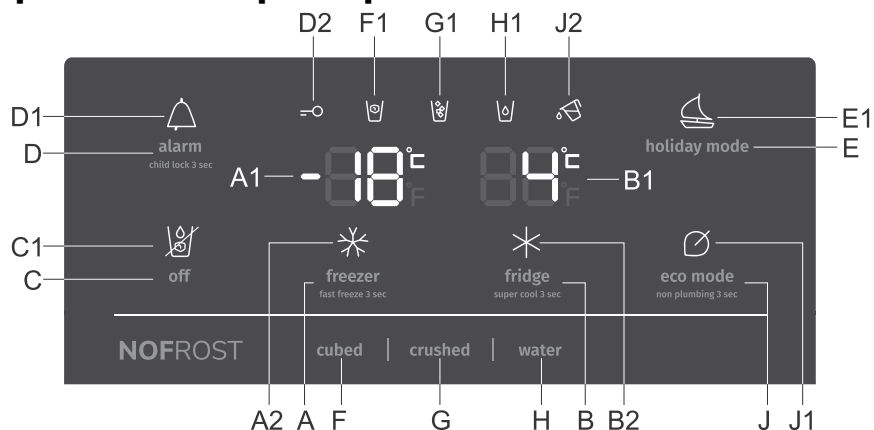 D2 F1 G1 H1 J2
D1 E1
D alarm holiday mode E
child lock 3 sec
A1 -18°C °F 4°C °F B1
C1 J1
C off freezer fridge eco mode
fast freeze 3 sec super cool 3 sec non plumbing 3 sec
NOFROST cubed | crushed | water
A2 A F G H B B2 J J1